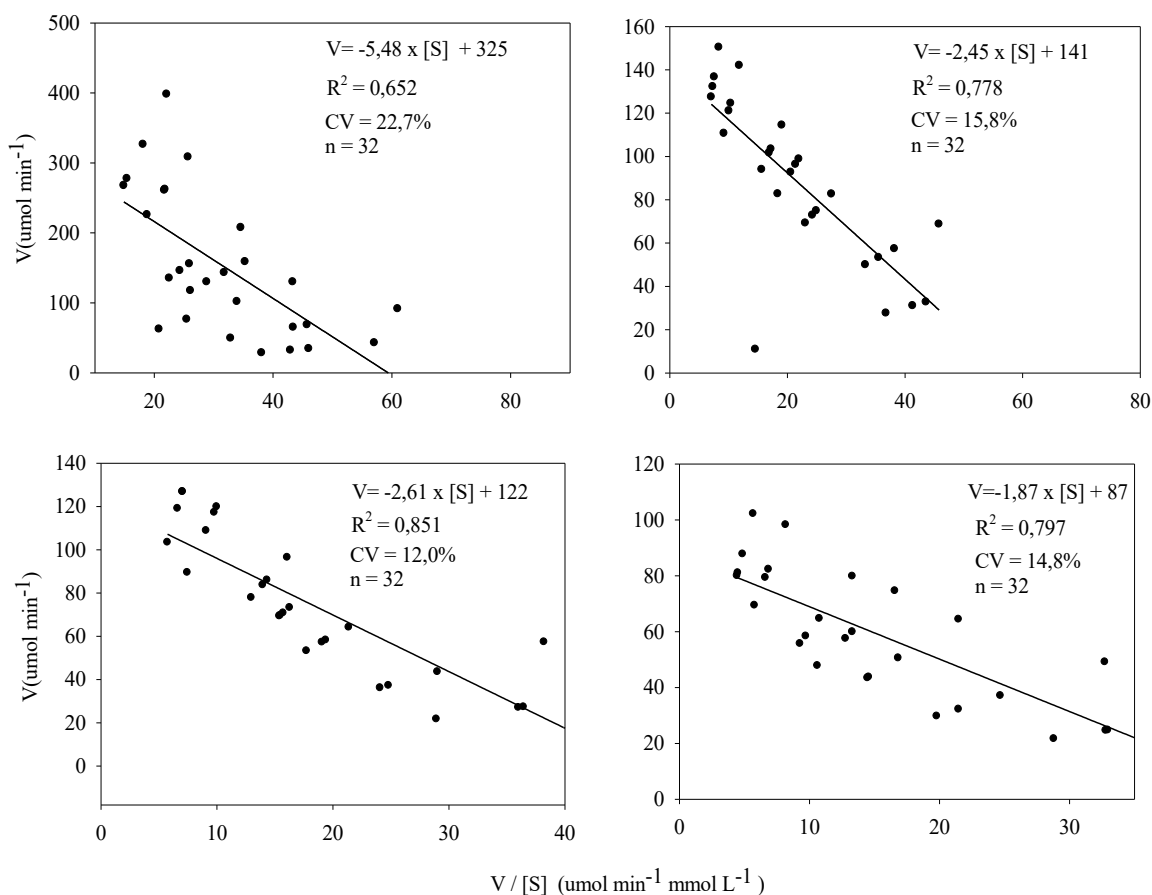 500
400
300
200
100
0
V(umol min-1)
V= -5,48 x [S] + 325
R2 = 0,652
CV = 22,7%
n = 32
20
40
60
80
160
140
120
100
80
60
40
20
0
V= -2,45 x [S] + 141
R2 = 0,778
CV = 15,8%
n = 32
0
20
40
60
80
140
120
100
80
60
40
20
0
V(umol min-1)
V= -2,61 x [S] + 122
R2 = 0,851
CV = 12,0%
n = 32
0
10
20
30
40
120
100
80
60
40
20
0
V=-1,87 x [S] + 87
R2 = 0,797
CV = 14,8%
n = 32
0
10
20
30
V / [S] (umol min-1 mmol L-1 )